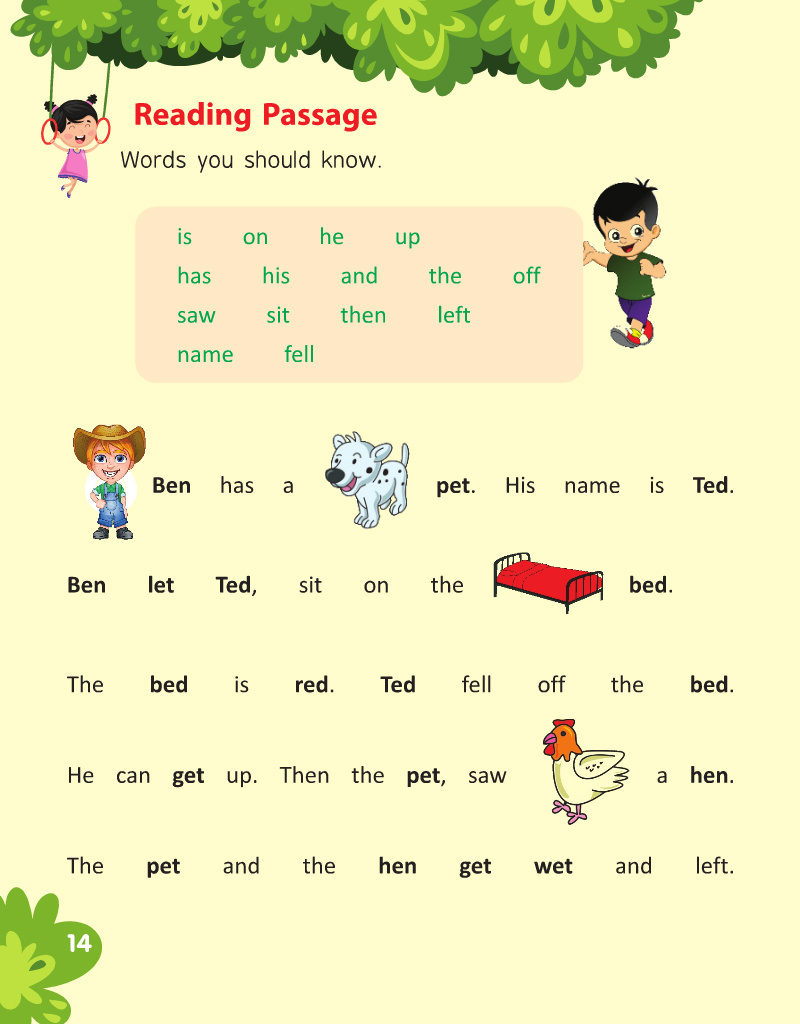 Reading Passage
Words you should know.
is on he up
has his and the off
saw sit then left
name fell
Ben has a pet. His name is Ted.
Ben let Ted, sit on the bed.
The bed is red. Ted fell off the bed.
He can get up. Then the pet, saw a hen.
The pet and the hen get wet and left.
14